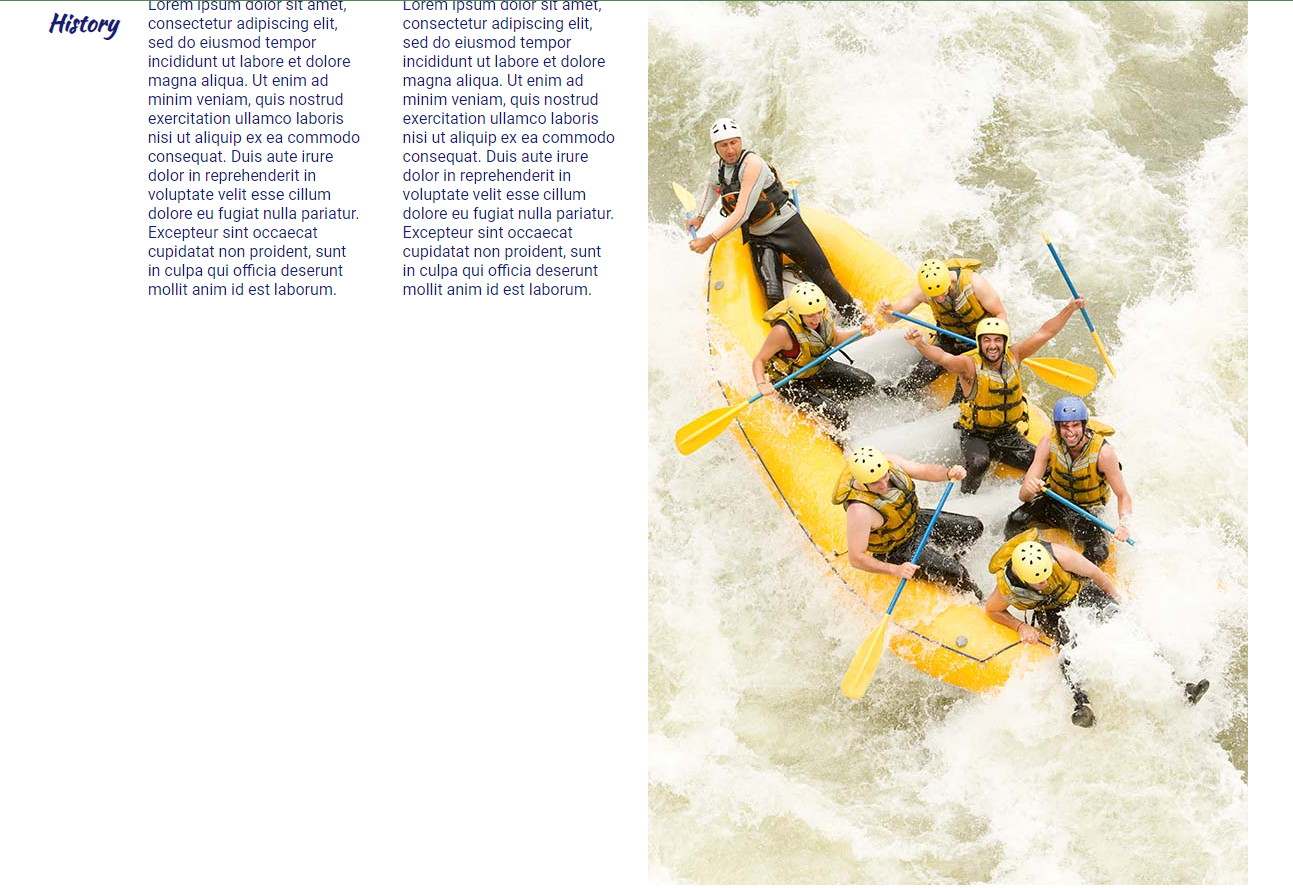 History
Lorem ipsum dolor sit amet,
consectetur adipiscing elit,
sed do eiusmod tempor
incididunt ut labore et dolore
magna aliqua. Ut enim ad
minim veniam, quis nostrud
exercitation ullamco laboris
nisi ut aliquip ex ea commodo
consequat. Duis aute irure
dolor in reprehenderit in
voluptate velit esse cillum
dolore eu fugiat nulla pariatur.
Excepteur sint occaecat
cupidatat non proident, sunt
in culpa qui officia deserunt
mollit anim id est laborum.
Lorem ipsum dolor sit amet,
consectetur adipiscing elit,
sed do eiusmod tempor
incididunt ut labore et dolore
magna aliqua. Ut enim ad
minim veniam, quis nostrud
exercitation ullamco laboris
nisi ut aliquip ex ea commodo
consequat. Duis aute irure
dolor in reprehenderit in
voluptate velit esse cillum
dolore eu fugiat nulla pariatur.
Excepteur sint occaecat
cupidatat non proident, sunt
in culpa qui officia deserunt
mollit anim id est laborum.